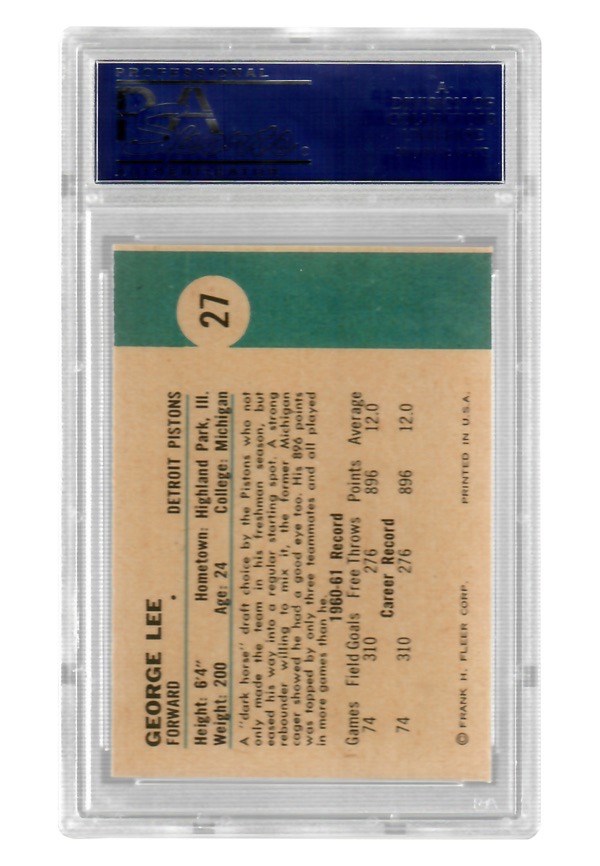 PROFESSIONAL
PSA
A
DIVISION OF
27
GEORGE LEE
FORWARD DETROIT PISTONS
Height: 6'4" Hometown: Highland Park, Ill.
Weight: 200 Age: 24 College: Michigan
A "dark horse" draft choice by the Pistons who not
only made the team in his freshman season, but
eased his way into a regular starting spot. A strong
rebounder willing to mix it, the former Michigan
cager showed he had a good eye too. His 896 points
was topped by only three teammates and all played
in more games than he.
1960-61 Record
Games Field Goals Free Throws Points Average
74 310 276 896 12.0
Career Record
74 310 276 896 12.0
© FRANK H. FLEER CORP. PRINTED IN U.S.A.
PSA